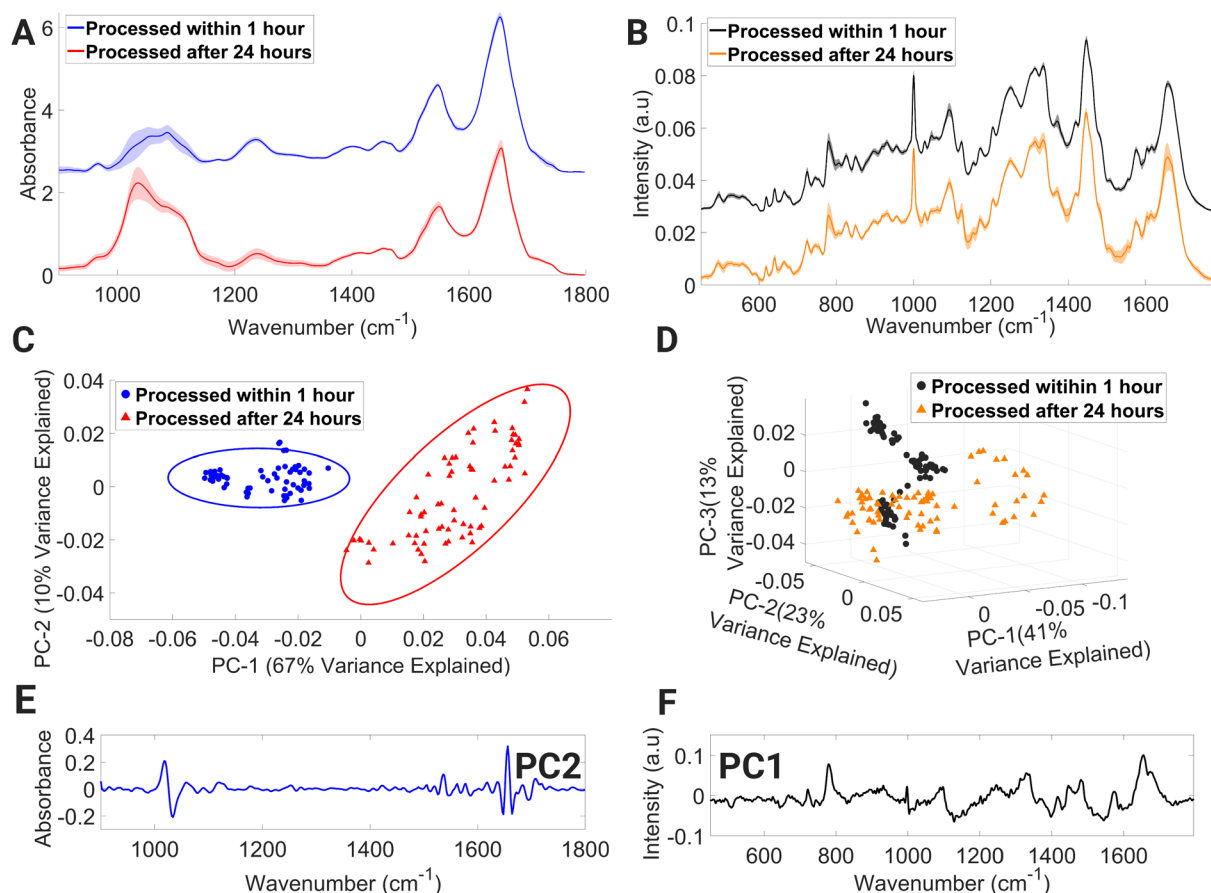 A
Processed within 1 hour
Processed after 24 hours
Absorbance
6
4
2
0
1000 1200 1400 1600 1800
Wavenumber (cm-1)
B
Processed within 1 hour
Processed after 24 hours
Intensity (a.u)
0.1
0.08
0.06
0.04
0.02
0
600 800 1000 1200 1400 1600
Wavenumber (cm-1)
C
Processed within 1 hour
Processed after 24 hours
PC-2 (10% Variance Explained)
0.04
0.02
0
-0.02
-0.04
-0.08 -0.06 -0.04 -0.02 0 0.02 0.04 0.06
PC-1 (67% Variance Explained)
D
Processed witihin 1 hour
Processed after 24 hours
PC-3(13%
Variance Explained)
0.02
0
-0.02
-0.04
-0.05
0
0.05
PC-2(23%
Variance Explained)
0 -0.05 -0.1
PC-1(41%
Variance Explained)
E
PC2
Absorbance
0.4
0.2
0
-0.2
1000 1200 1400 1600 1800
Wavenumber (cm-1)
F
PC1
Intensity (a.u)
0.1
0
-0.1
600 800 1000 1200 1400 1600
Wavenumber (cm-1)